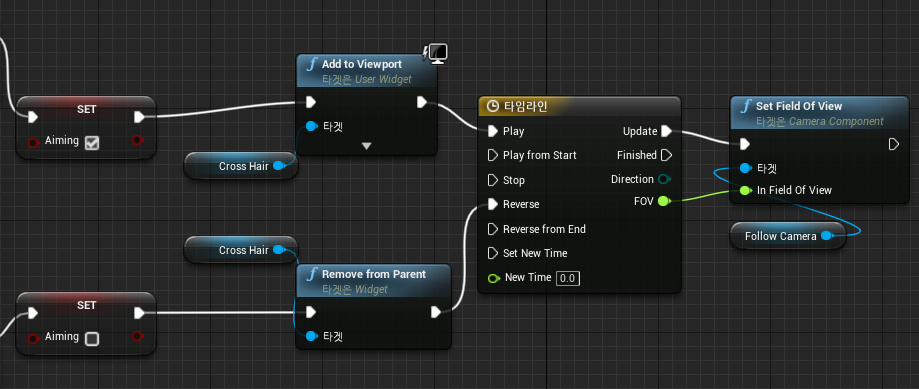 SET
Aiming
Cross Hair
f Add to Viewport
타겟은 User Widget
타겟
타임라인
Play
Play from Start
Stop
Reverse
Reverse from End
Set New Time
New Time 0.0
Update
Finished
Direction
FOV
f Set Field Of View
타겟은 Camera Component
타겟
In Field Of View
Follow Camera
Cross Hair
SET
Aiming
f Remove from Parent
타겟은 Widget
타겟